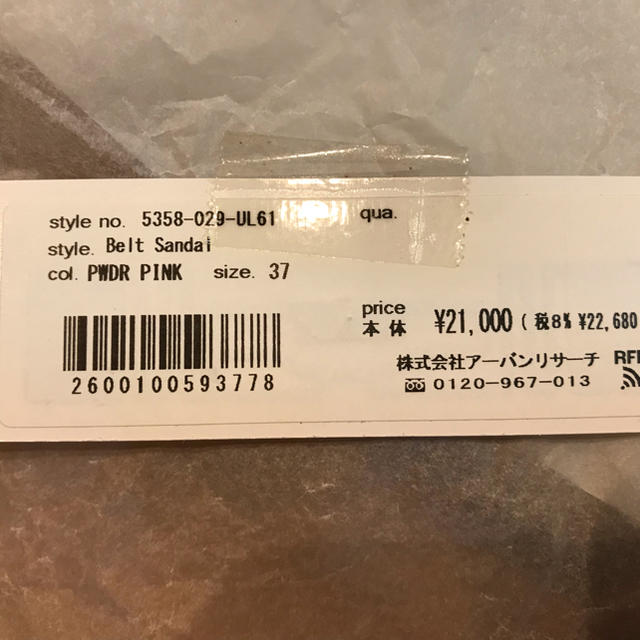 style no. 5358-029-UL61 qua.
style. Belt Sandal
col. PWDR PINK size. 37
price
本体 ¥21,000 ( 税8% ¥22,680
株式会社アーバンリサーチ
0120-967-013
2600100593778